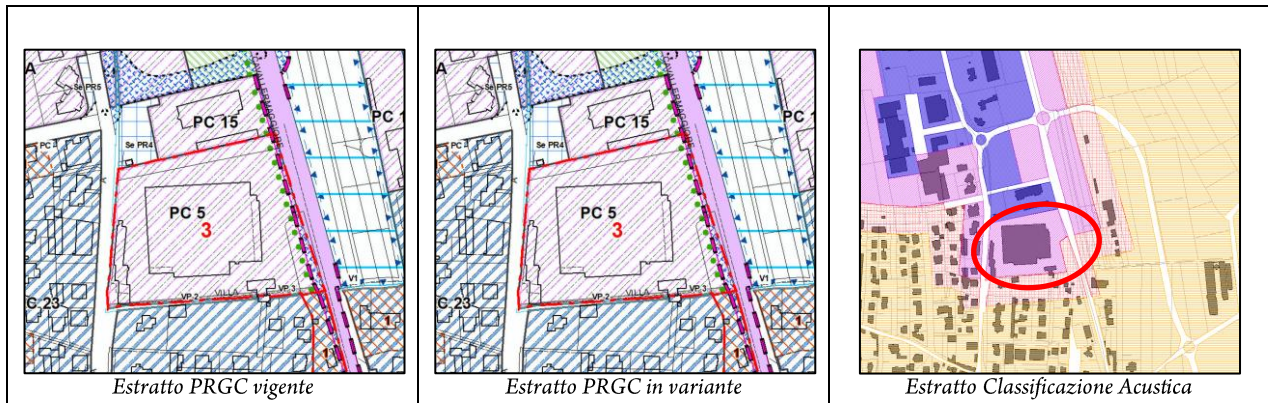 A
Se PR5
CAVALLERMAGGIORE
PC 15
PC 1
PC
Se PR4
PC 5
3
C.23
VP 2
VILLA
VP 3
V1
1
1
Estratto PRGC vigente
A
Se PR5
CAVALLERMAGGIORE
PC 15
PC 1
PC
Se PR4
PC 5
3
C.23
VP 2
VILLA
VP 3
V1
1
1
Estratto PRGC in variante
Estratto Classificazione Acustica